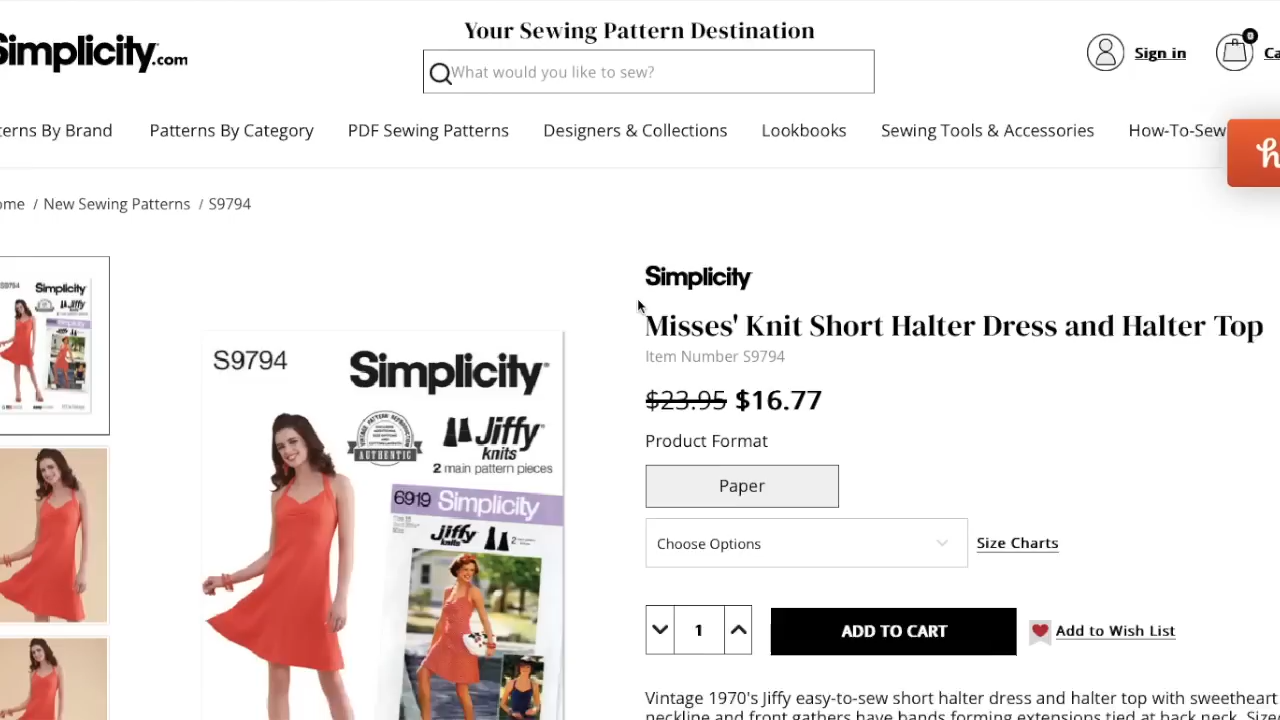 Your Sewing Pattern Destination
Simplicity.com
What would you like to sew?
Sign in
0
Patterns By Category
PDF Sewing Patterns
Designers & Collections
Lookbooks
Sewing Tools & Accessories
How-To-Sew
By Brand
/ New Sewing Patterns / S9794
S9794
Simplicity
Jiffy
Simplicity
Misses' Knit Short Halter Dress and Halter Top
Item Number S9794
$23.95 $16.77
Product Format
Paper
Choose Options
Size Charts
1
ADD TO CART
Add to Wish List
Vintage 1970's Jiffy easy-to-sew short halter dress and halter top with sweetheart
neckline and front gathers have bands forming extensions tied at back neck.
S9794
Simplicity
AUTHENTIC
Jiffy
knits
2 main pattern pieces
6919 Simplicity
Jiffy
knits
2